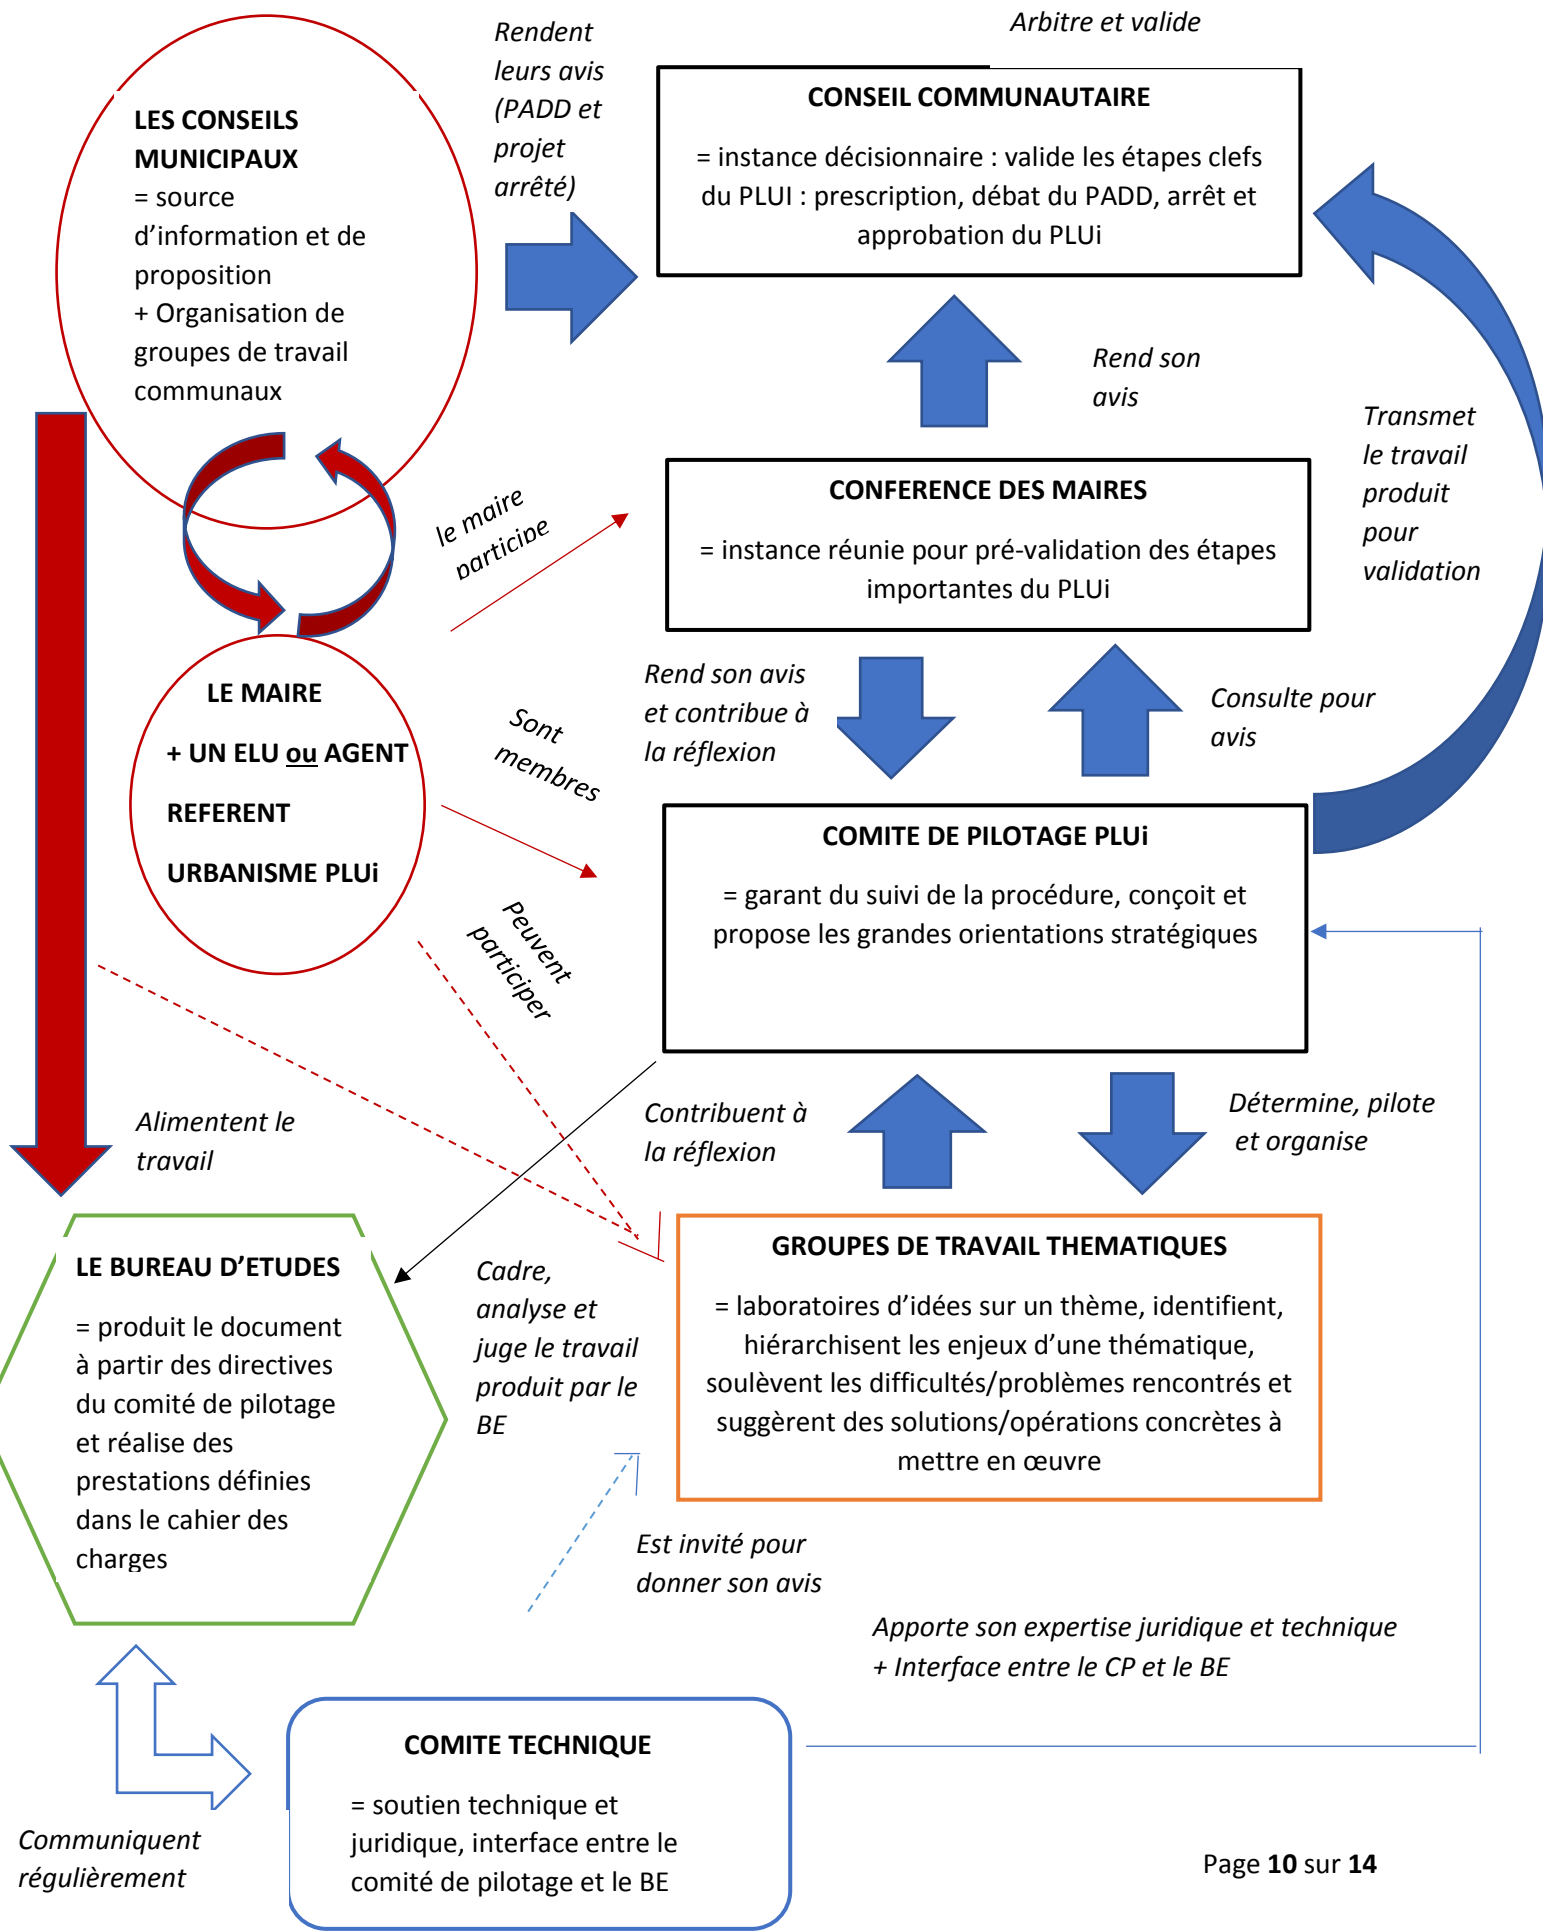 Arbitre et valide
Rendent
leurs avis
(PADD et
projet
arrêté)
LES CONSEILS
MUNICIPAUX
= source
d’information et de
proposition
+ Organisation de
groupes de travail
communaux
CONSEIL COMMUNAUTAIRE
= instance décisionnaire : valide les étapes clefs
du PLUI : prescription, débat du PADD, arrêt et
approbation du PLUi
Rend son
avis
Transmet
le travail
produit
pour
validation
le maire
participe
CONFERENCE DES MAIRES
= instance réunie pour pré-validation des étapes
importantes du PLUi
LE MAIRE
+ UN ELU ou AGENT
REFERENT
URBANISME PLUi
Sont
membres
Rend son avis
et contribue à
la réflexion
Consulte pour
avis
Peuvent
participer
COMITE DE PILOTAGE PLUi
= garant du suivi de la procédure, conçoit et
propose les grandes orientations stratégiques
Alimentent le
travail
Contribuent à
la réflexion
Détermine, pilote
et organise
LE BUREAU D’ETUDES
= produit le document
à partir des directives
du comité de pilotage
et réalise des
prestations définies
dans le cahier des
charges
Cadre,
analyse et
juge le travail
produit par le
BE
GROUPES DE TRAVAIL THEMATIQUES
= laboratoires d’idées sur un thème, identifient,
hiérarchisent les enjeux d’une thématique,
soulèvent les difficultés/problèmes rencontrés et
suggèrent des solutions/opérations concrètes à
mettre en œuvre
Est invité pour
donner son avis
Apporte son expertise juridique et technique
+ Interface entre le CP et le BE
COMITE TECHNIQUE
= soutien technique et
juridique, interface entre le
comité de pilotage et le BE
Communiquent
régulièrement
Page 10 sur 14